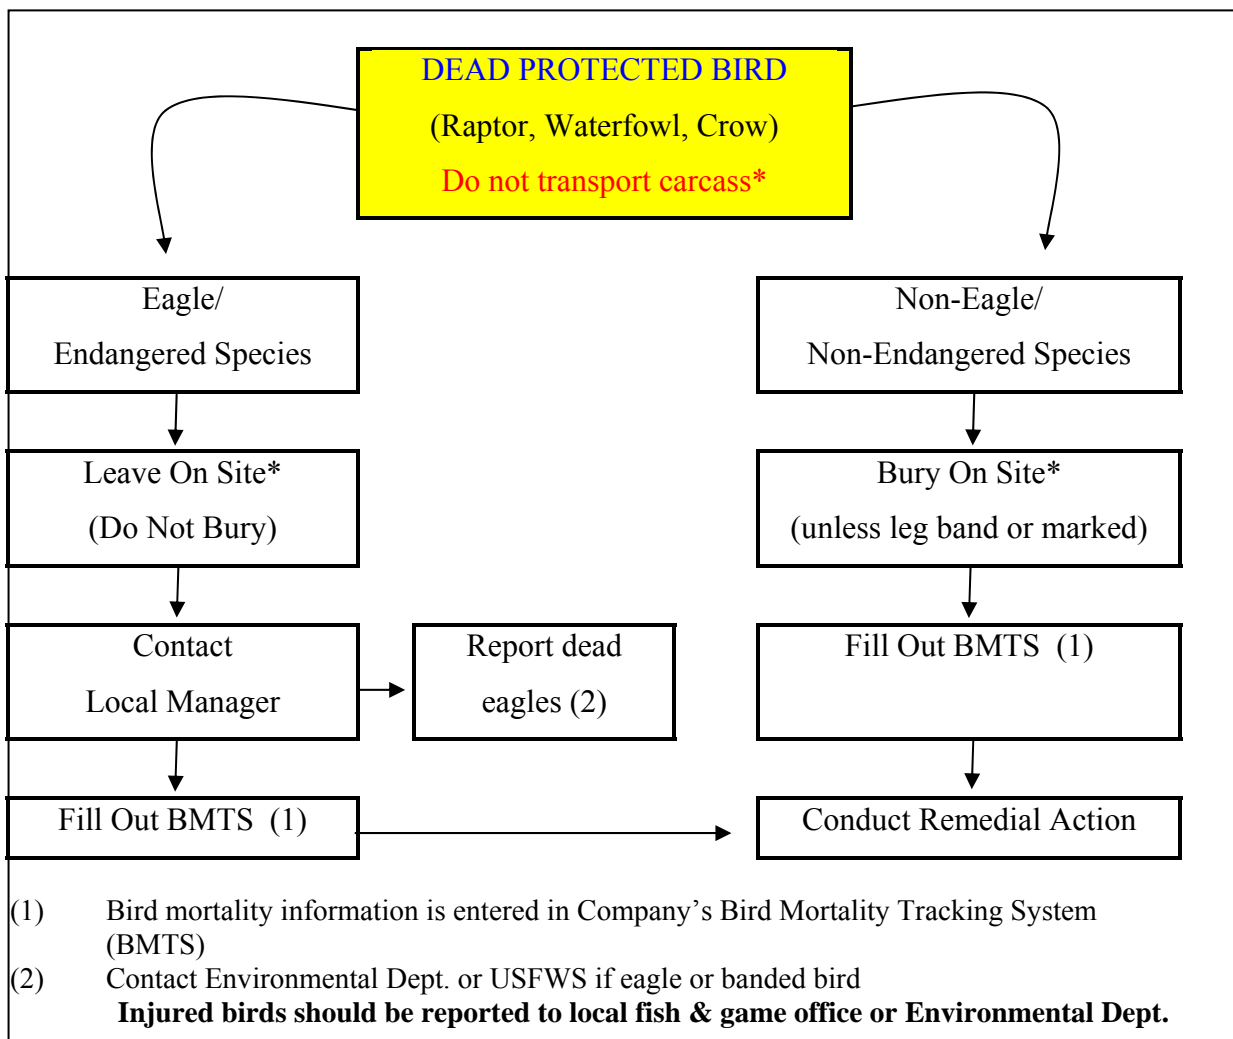 DEAD PROTECTED BIRD
(Raptor, Waterfowl, Crow)
Do not transport carcass*
Eagle/
Endangered Species
Non-Eagle/
Non-Endangered Species
Leave On Site*
(Do Not Bury)
Bury On Site*
(unless leg band or marked)
Contact
Local Manager
Report dead
eagles (2)
Fill Out BMTS (1)
Fill Out BMTS (1)
Conduct Remedial Action
(1) Bird mortality information is entered in Company’s Bird Mortality Tracking System
(BMTS)
(2) Contact Environmental Dept. or USFWS if eagle or banded bird
Injured birds should be reported to local fish & game office or Environmental Dept.